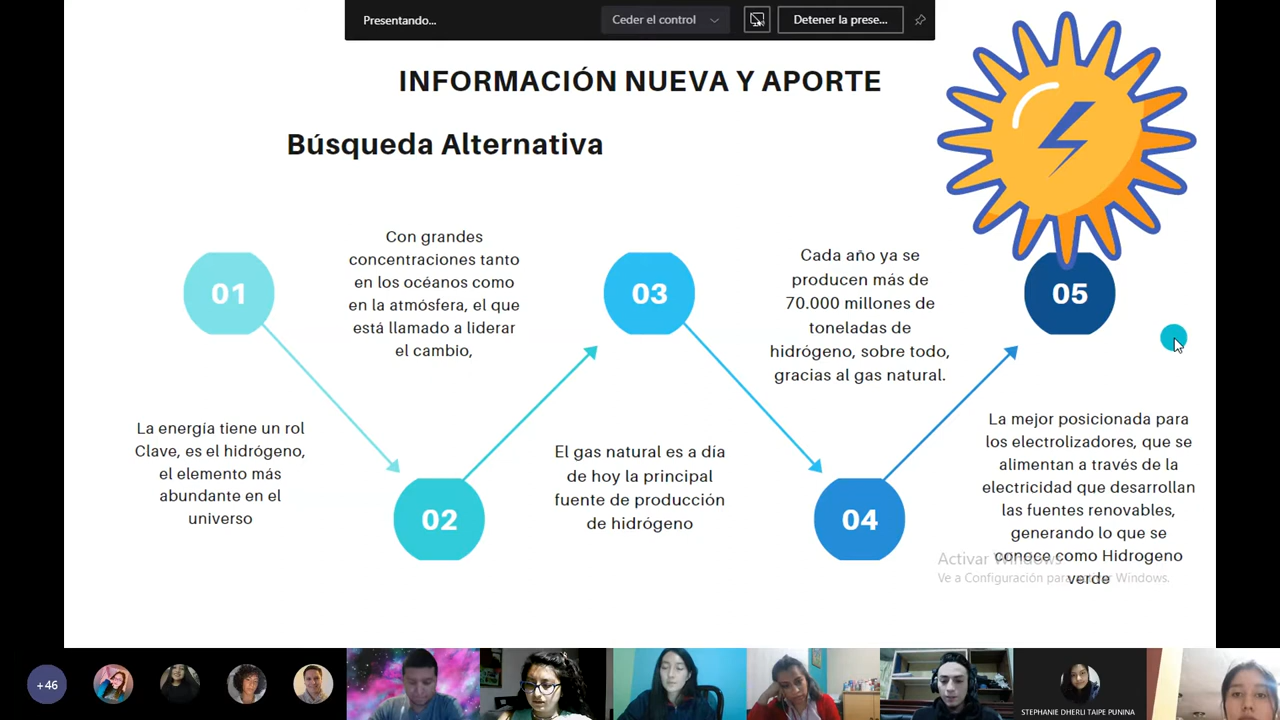 Presentando...
Ceder el control
Detener la prese...
INFORMACIÓN NUEVA Y APORTE
Búsqueda Alternativa
01
La energía tiene un rol
Clave, es el hidrógeno,
el elemento más
abundante en el
universo
Con grandes
concentraciones tanto
en los océanos como
en la atmósfera, el que
está llamado a liderar
el cambio,
02
03
El gas natural es a día
de hoy la principal
fuente de producción
de hidrógeno
Cada año ya se
producen más de
70.000 millones de
toneladas de
hidrógeno, sobre todo,
gracias al gas natural.
04
05
La mejor posicionada para
los electrolizadores, que se
alimentan a través de la
electricidad que desarrollan
las fuentes renovables,
generando lo que se
conoce como Hidrogeno
verde
Activar Windows
Ve a Configuración para activar Windows.
+46
STEPHANIE DHERLI TAIPE PUNINA